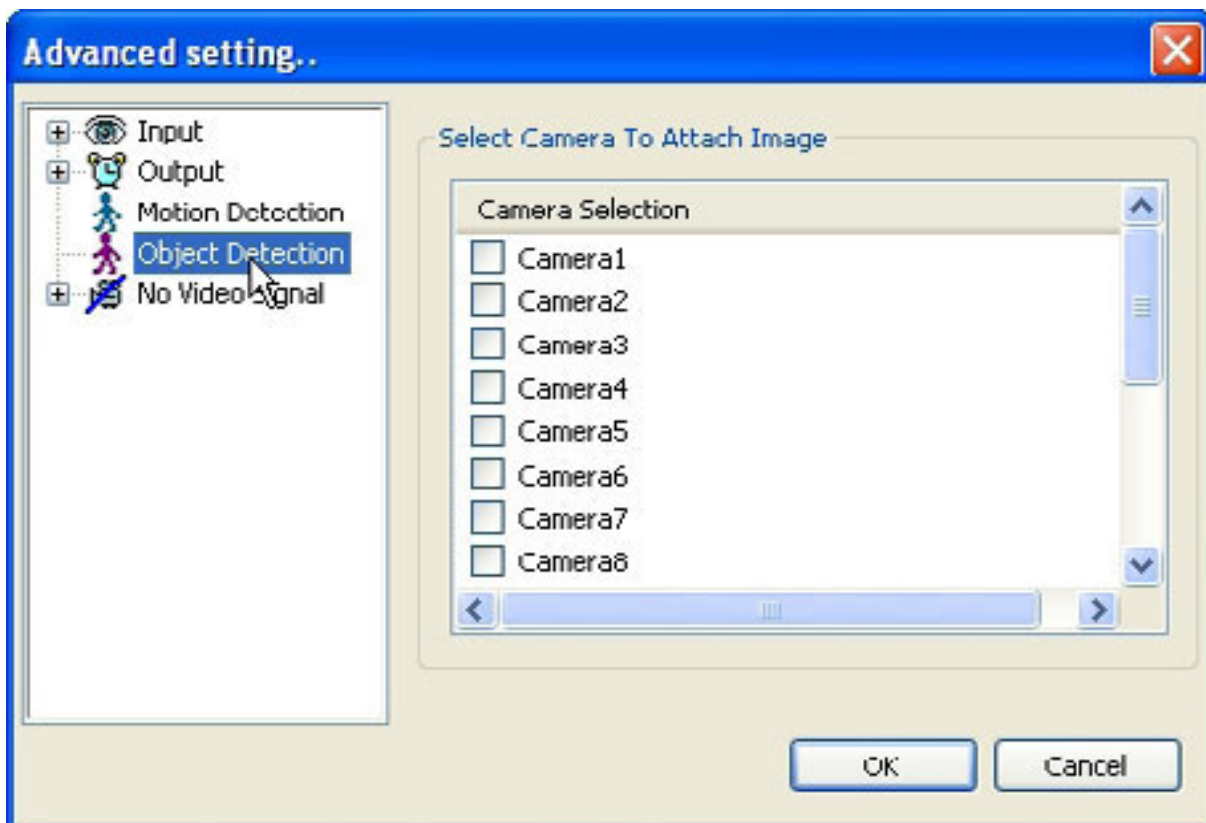 Advanced setting..
Input
Output
Motion Detection
Object Detection
No Video Signal
Select Camera To Attach Image
Camera Selection
Camera1
Camera2
Camera3
Camera4
Camera5
Camera6
Camera7
Camera8
OK
Cancel